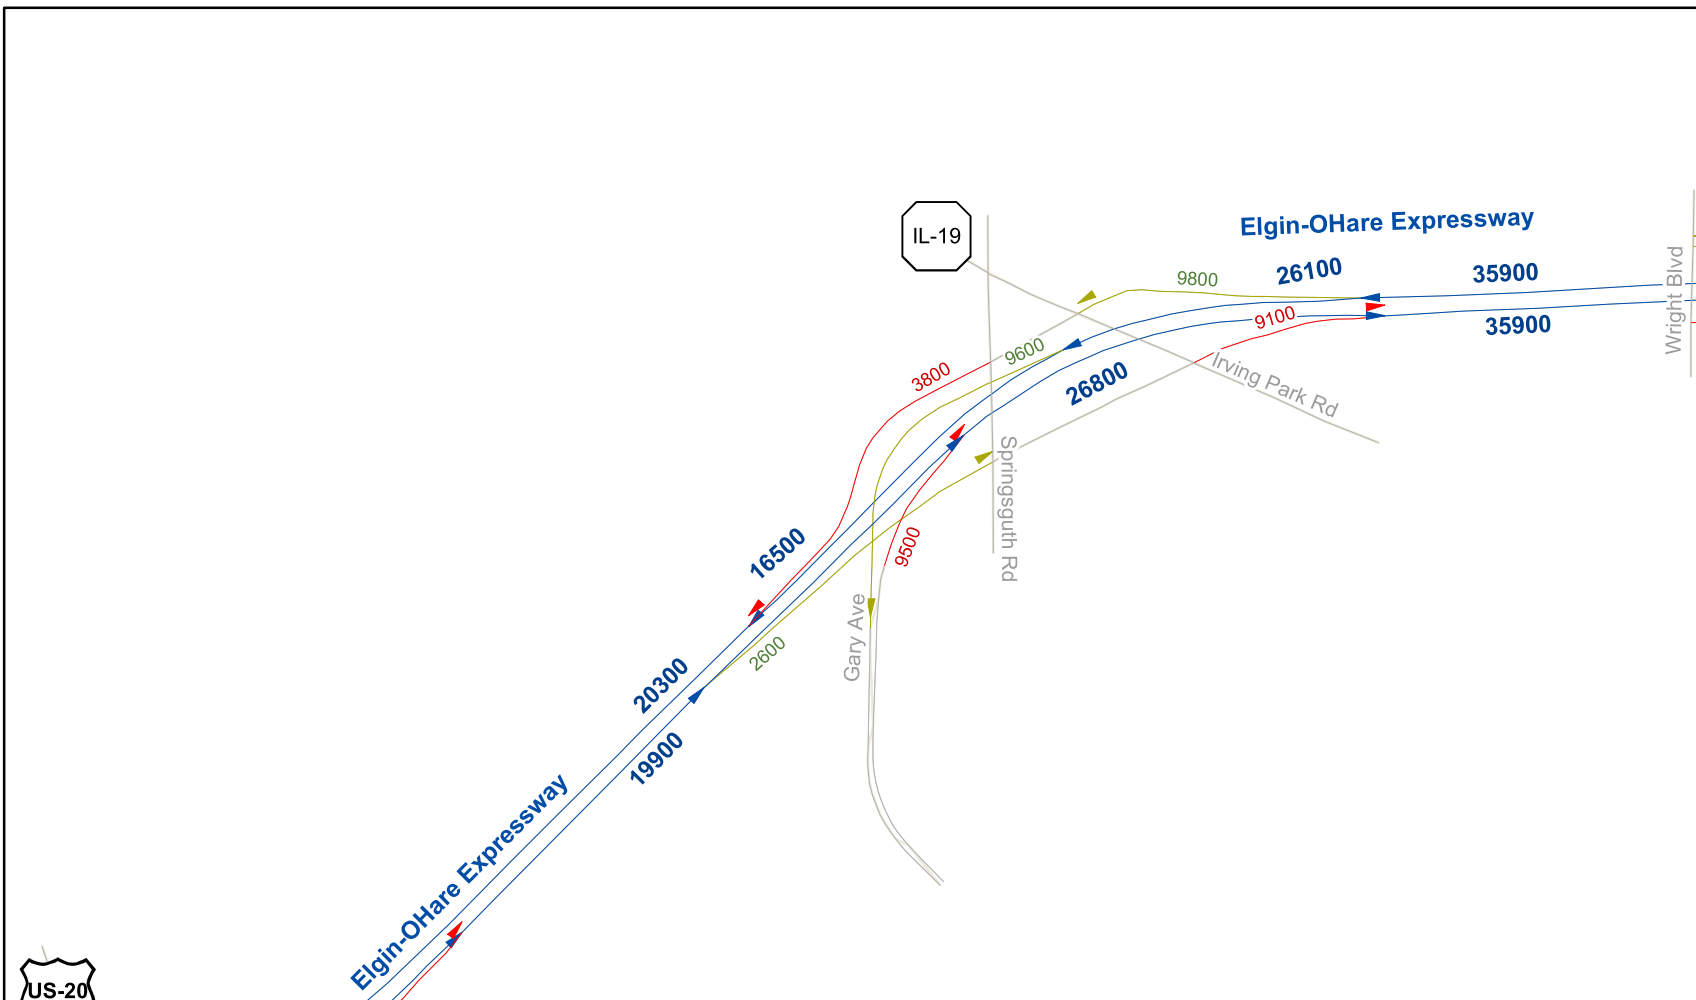 IL-19
Elgin-OHare Expressway
9800
26100
35900
9100
35900
Wright Blvd
9600
3800
26800
Irving Park Rd
Springsguth Rd
9500
16500
Gary Ave
2600
20300
19900
Elgin-OHare Expressway
US-20